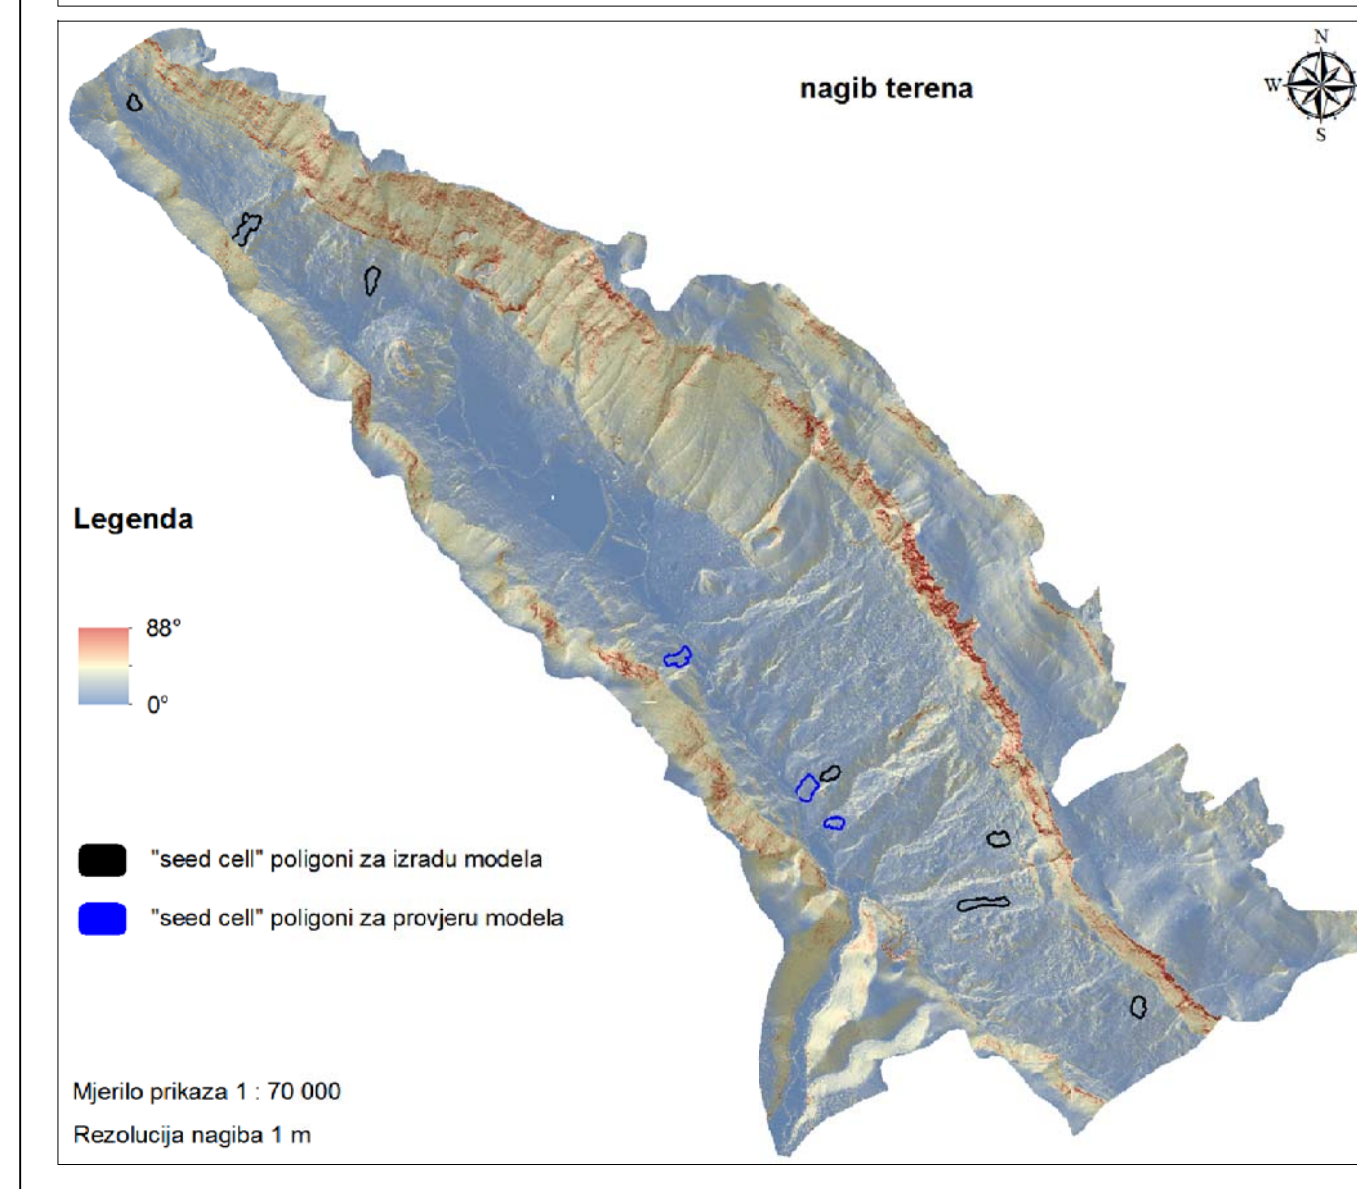 nagib terena
N
W
S
Legenda
88°
0°
"seed cell" poligoni za izradu modela
"seed cell" poligoni za provjeru modela
Mjerilo prikaza 1 : 70 000
Rezolucija nagiba 1 m